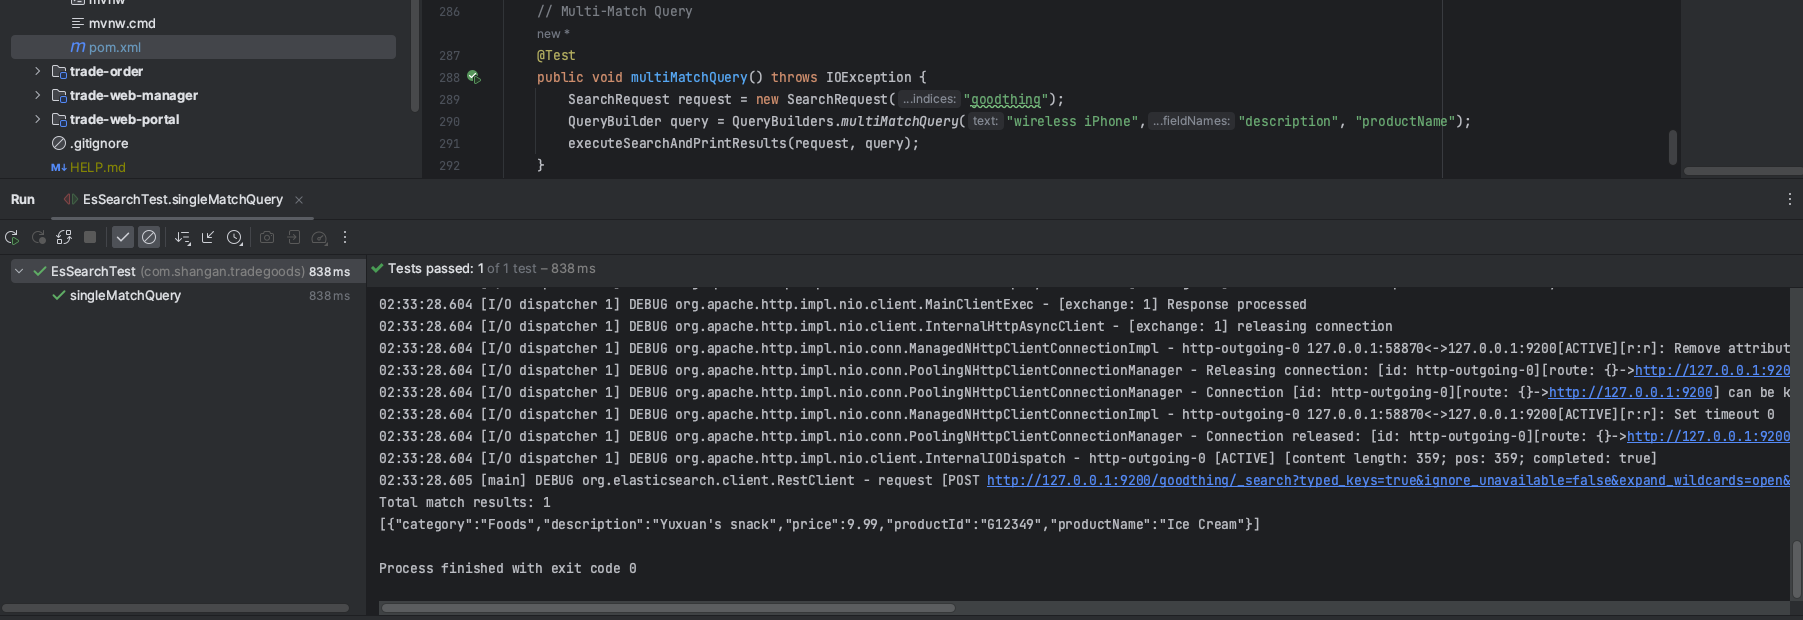 mvnw
mvnw.cmd
pom.xml
trade-order
trade-web-manager
trade-web-portal
.gitignore
M↓ HELP.md
286 // Multi-Match Query
new *
287 @Test
288 public void multiMatchQuery() throws IOException {
289 SearchRequest request = new SearchRequest( ...indices: "goodthing");
290 QueryBuilder query = QueryBuilders.multiMatchQuery( text: "wireless iPhone", ...fieldNames: "description", "productName");
291 executeSearchAndPrintResults(request, query);
292 }
Run EsSearchTest.singleMatchQuery
EsSearchTest (com.shangan.tradegoods) 838 ms
singleMatchQuery 838 ms
Tests passed: 1 of 1 test – 838 ms
02:33:28.604 [I/O dispatcher 1] DEBUG org.apache.http.impl.nio.client.MainClientExec - [exchange: 1] Response processed
02:33:28.604 [I/O dispatcher 1] DEBUG org.apache.http.impl.nio.client.InternalHttpAsyncClient - [exchange: 1] releasing connection
02:33:28.604 [I/O dispatcher 1] DEBUG org.apache.http.impl.nio.conn.ManagedNHttpClientConnectionImpl - http-outgoing-0 127.0.0.1:58870<->127.0.0.1:9200[ACTIVE][r:r]: Remove attribut
02:33:28.604 [I/O dispatcher 1] DEBUG org.apache.http.impl.nio.conn.PoolingNHttpClientConnectionManager - Releasing connection: [id: http-outgoing-0][route: {}->http://127.0.0.1:920
02:33:28.604 [I/O dispatcher 1] DEBUG org.apache.http.impl.nio.conn.PoolingNHttpClientConnectionManager - Connection [id: http-outgoing-0][route: {}->http://127.0.0.1:9200] can be k
02:33:28.604 [I/O dispatcher 1] DEBUG org.apache.http.impl.nio.conn.ManagedNHttpClientConnectionImpl - http-outgoing-0 127.0.0.1:58870<->127.0.0.1:9200[ACTIVE][r:r]: Set timeout 0
02:33:28.604 [I/O dispatcher 1] DEBUG org.apache.http.impl.nio.conn.PoolingNHttpClientConnectionManager - Connection released: [id: http-outgoing-0][route: {}->http://127.0.0.1:9200
02:33:28.604 [I/O dispatcher 1] DEBUG org.apache.http.impl.nio.client.InternalIODispatch - http-outgoing-0 [ACTIVE] [content length: 359; pos: 359; completed: true]
02:33:28.605 [main] DEBUG org.elasticsearch.client.RestClient - request [POST http://127.0.0.1:9200/goodthing/_search?typed_keys=true&ignore_unavailable=false&expand_wildcards=open&
Total match results: 1
[{"category":"Foods","description":"Yuxuan's snack","price":9.99,"productId":"G12349","productName":"Ice Cream"}]
Process finished with exit code 0